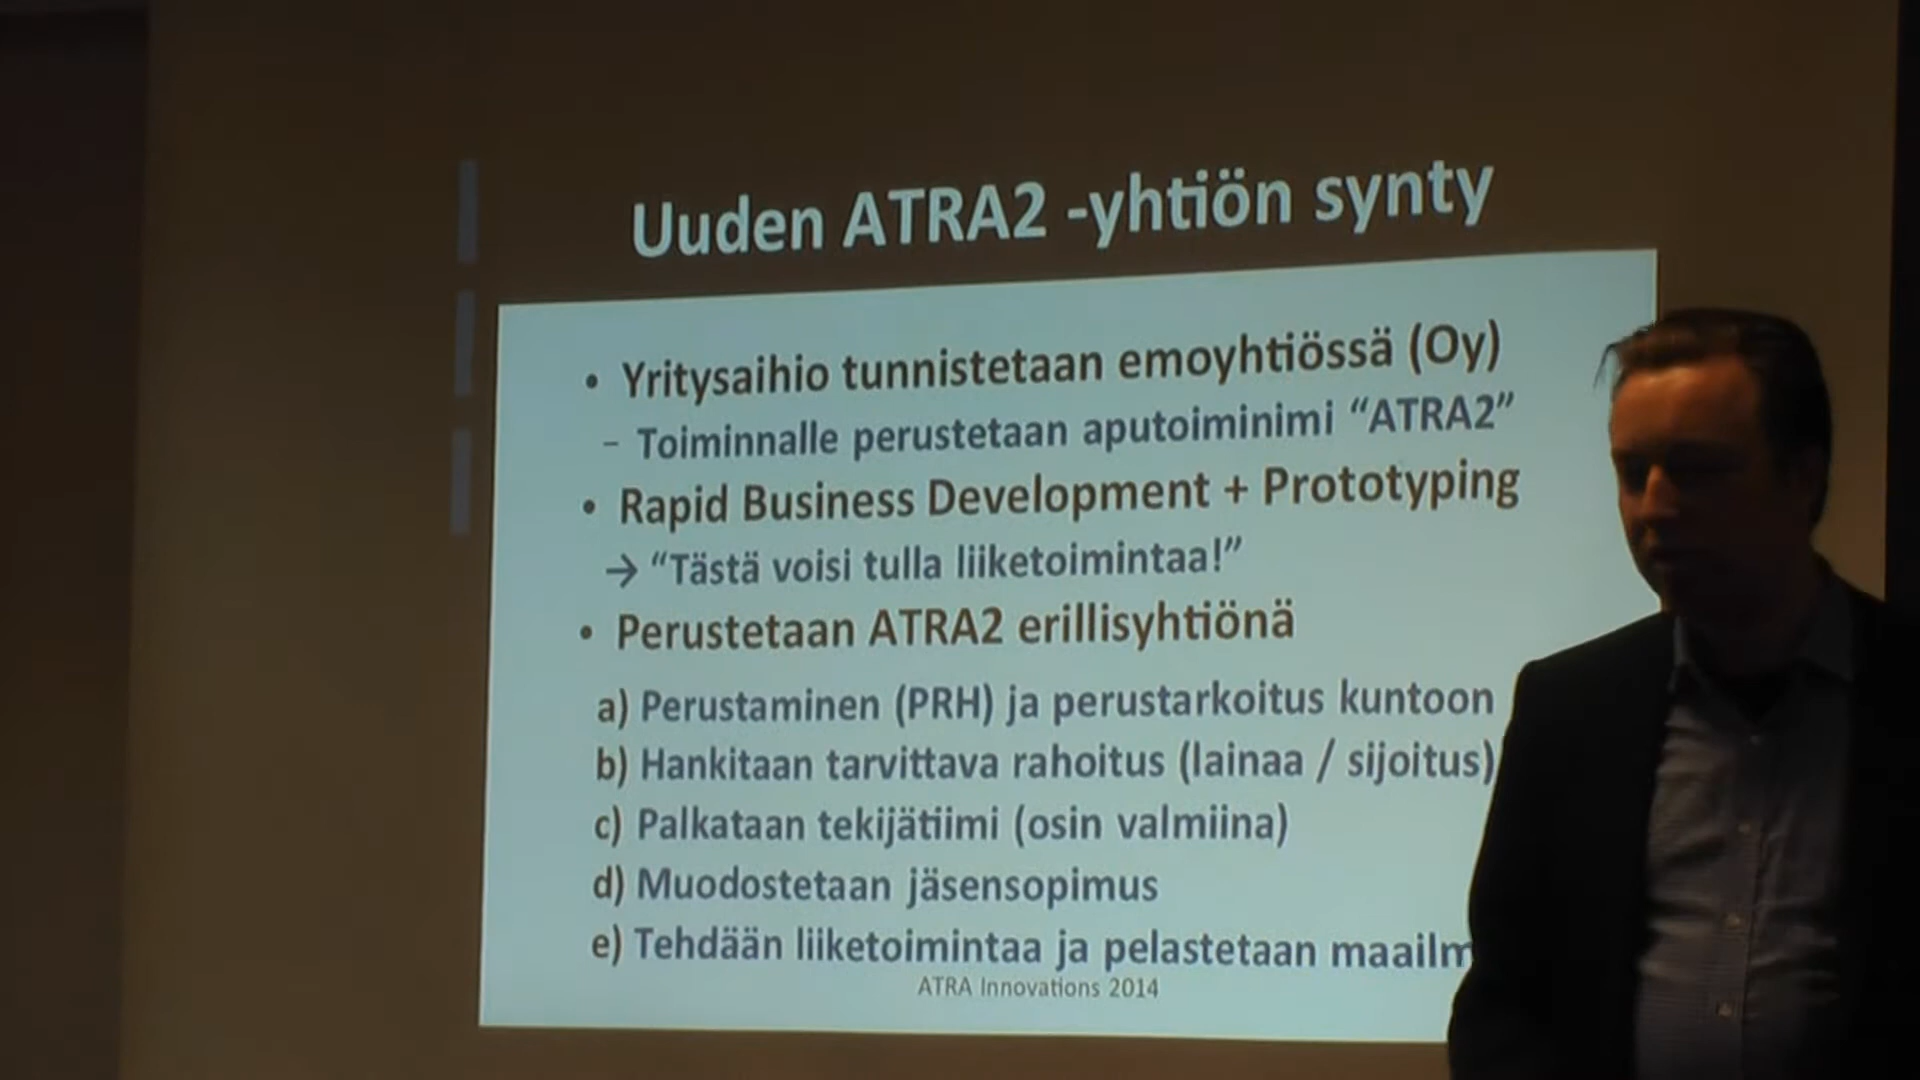 Uuden ATRA2 -yhtiön synty
• Yritysaihio tunnistetaan emoyhtiössä (Oy)
– Toiminnalle perustetaan aputoiminimi “ATRA2”
• Rapid Business Development + Prototyping
→ “Tästä voisi tulla liiketoimintaa!”
• Perustetaan ATRA2 erillisyhtiönä
a) Perustaminen (PRH) ja perustarkoitus kuntoon
b) Hankitaan tarvittava rahoitus (lainaa / sijoitus)
c) Palkataan tekijätiimi (osin valmiina)
d) Muodostetaan jäsensopimus
e) Tehdään liiketoimintaa ja pelastetaan
ATRA Innovations 2014